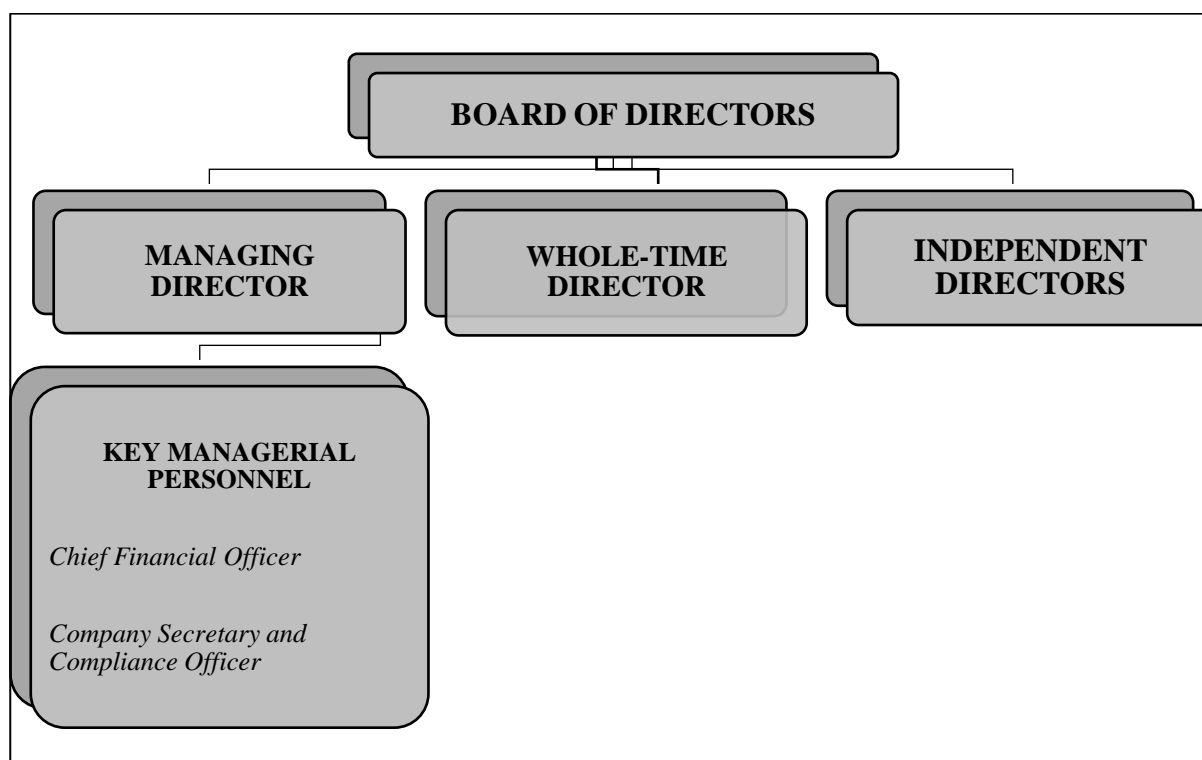 BOARD OF DIRECTORS
MANAGING
DIRECTOR
WHOLE-TIME
DIRECTOR
INDEPENDENT
DIRECTORS
KEY MANAGERIAL
PERSONNEL
Chief Financial Officer
Company Secretary and
Compliance Officer